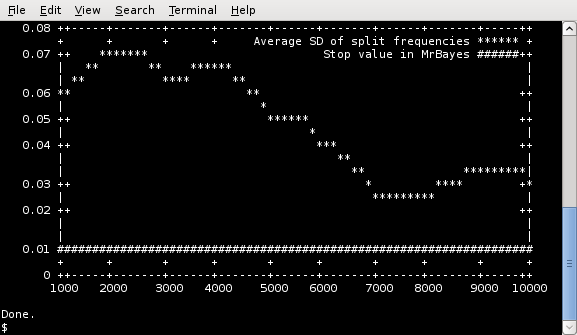 File Edit View Search Terminal Help
0.08 ++-----+-------+------+-------+-------+------+-------+-------+-----++
+ + + + Average SD of split frequencies ****** +
0.07 ++ ******* Stop value in MrBayes ######++
| ** ** ****** |
| ** **** ** |
0.06 ** ** ++
| * |
0.05 ++ ****** ++
| * |
0.04 ++ *** ++
| ** |
| ** |
0.03 ++ * **** +*
| ********* |
0.02 ++ ++
| |
| |
0.01 ####################################################################
+ + + + + + + + + +
0 ++-----+-------+------+-------+-------+------+-------+-------+-----++
1000 2000 3000 4000 5000 6000 7000 8000 9000 10000
Done.
$